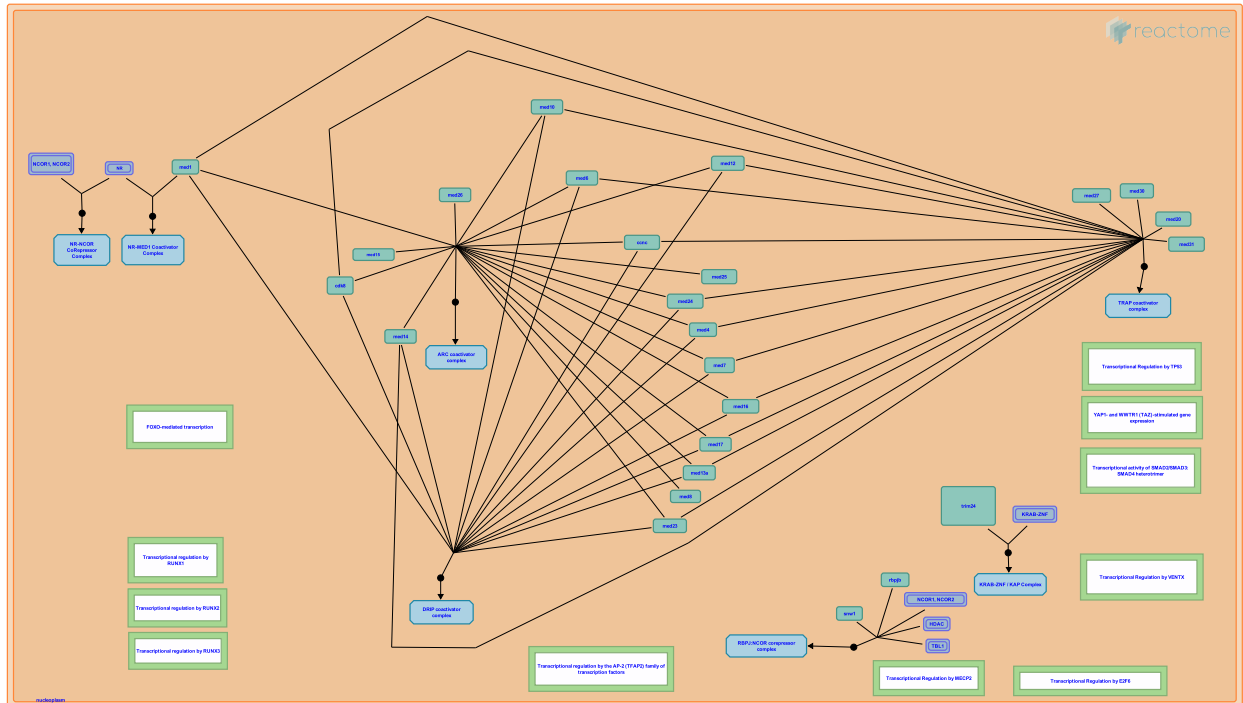 reactome
med10
NCOR1, NCOR2
NR
med1
med12
med6
med26
med27
med30
med20
med31
ccnc
NR-NCOR
CoRepressor
Complex
NR-MED1 Coactivator
Complex
med15
med25
cdk8
med24
TRAP coactivator
complex
med14
med4
ARC coactivator
complex
med7
Transcriptional Regulation by TP53
med16
YAP1- and WWTR1 (TAZ)-stimulated gene
expression
FOXO-mediated transcription
med17
med13a
Transcriptional activity of SMAD2/SMAD3:
SMAD4 heterotrimer
med8
trim24
KRAB-ZNF
med23
Transcriptional regulation by
RUNX1
Transcriptional Regulation by VENTX
KRAB-ZNF / KAP Complex
rbpjb
Transcriptional regulation by RUNX2
DRIP coactivator
complex
NCOR1, NCOR2
snw1
HDAC
RBPJ:NCOR corepressor
complex
TBL1
Transcriptional regulation by RUNX3
Transcriptional regulation by the AP-2 (TFAP2) family of
transcription factors
Transcriptional Regulation by MECP2
Transcriptional Regulation by E2F6
nucleoplasm